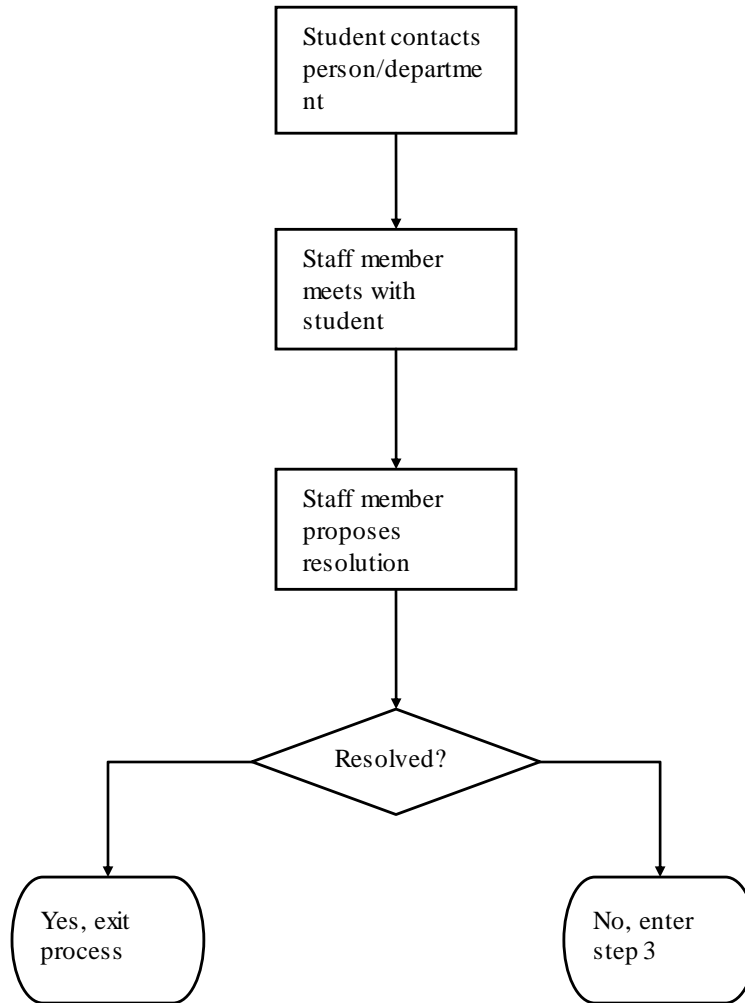 Student contacts
person/departme
nt
Staff member
meets with
student
Staff member
proposes
resolution
Resolved?
Yes, exit
process
No, enter
step 3